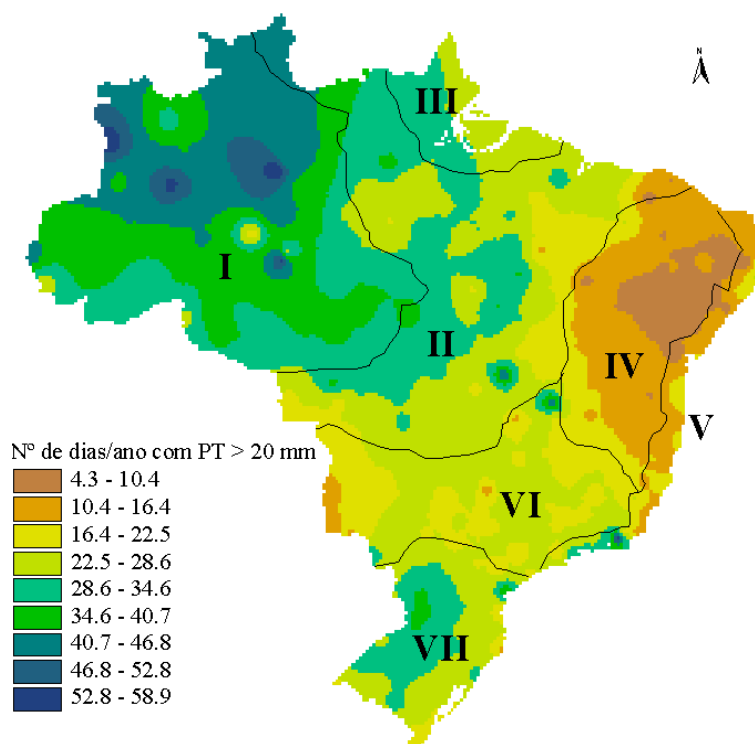 N
III
I
II
IV
V
Nº de dias/ano com PT > 20 mm
4.3 - 10.4
10.4 - 16.4
16.4 - 22.5
22.5 - 28.6
28.6 - 34.6
34.6 - 40.7
40.7 - 46.8
46.8 - 52.8
52.8 - 58.9
VI
VII